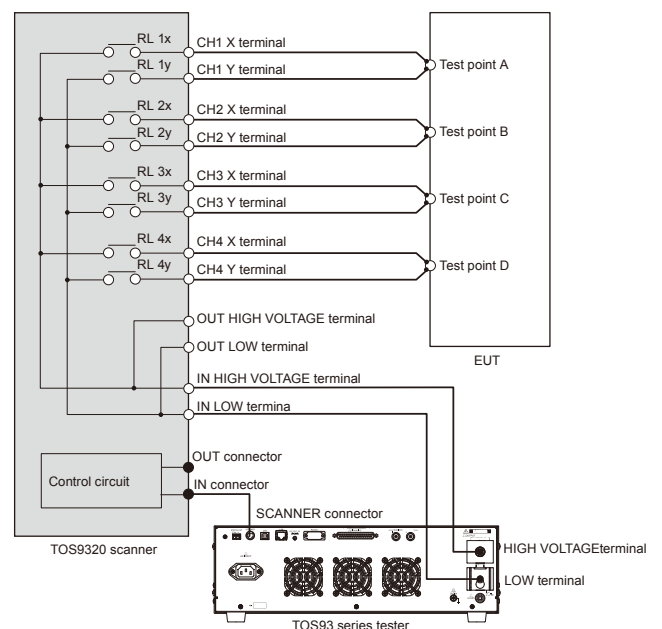 RL 1x
CH1 X terminal
RL 1y
CH1 Y terminal
Test point A
RL 2x
CH2 X terminal
RL 2y
CH2 Y terminal
Test point B
RL 3x
CH3 X terminal
RL 3y
CH3 Y terminal
Test point C
RL 4x
CH4 X terminal
RL 4y
CH4 Y terminal
Test point D
OUT HIGH VOLTAGE terminal
OUT LOW terminal
EUT
IN HIGH VOLTAGE terminal
IN LOW termina
OUT connector
Control circuit
IN connector
SCANNER connector
TOS9320 scanner
HIGH VOLTAGEterminal
LOW terminal
TOS93 series tester